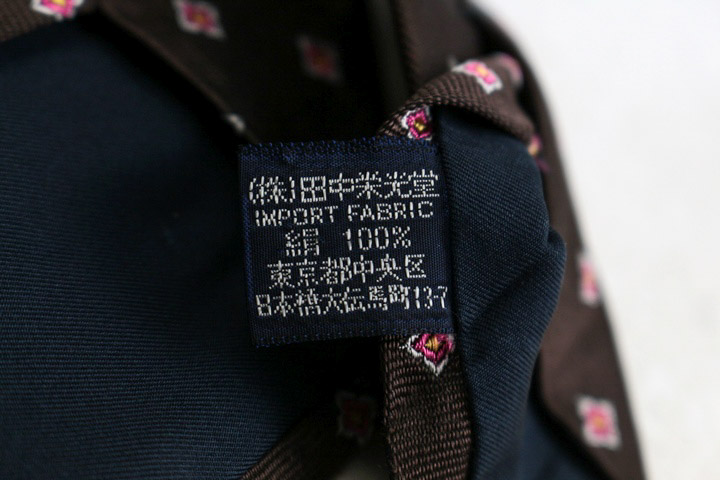 (株)田中栄光堂
IMPORT FABRIC
絹 100%
東京都中央区
日本橋大伝馬町13-7